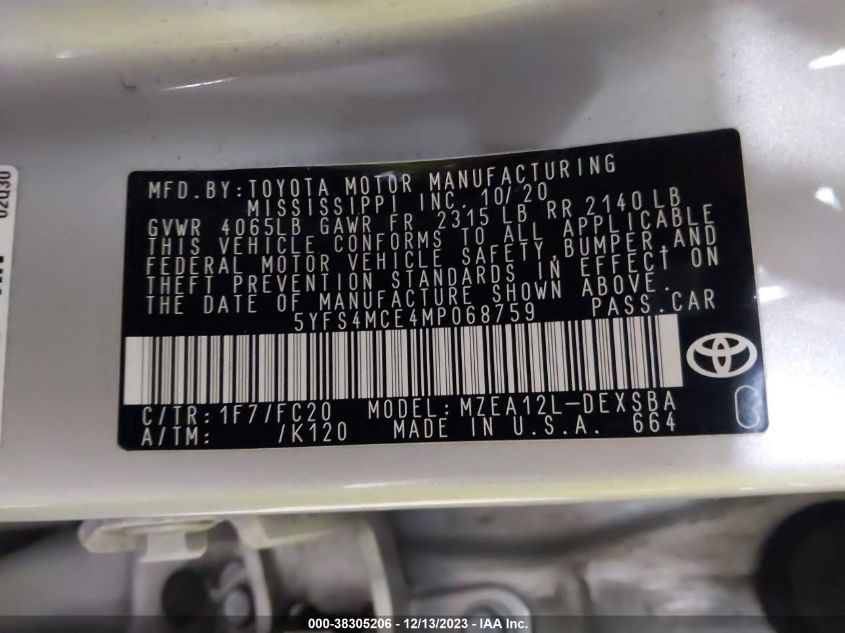 02030
MFD.BY:TOYOTA MOTOR MANUFACTURING
MISSISSIPPI INC. 10/20
GVWR 4065LB GAWR FR 2315 LB RR 2140 LB
THIS VEHICLE CONFORMS TO ALL APPLICABLE
FEDERAL MOTOR VEHICLE SAFETY,BUMPER,AND
THEFT PREVENTION STANDARDS IN EFFECT ON
THE DATE OF MANUFACTURE SHOWN ABOVE.
5YFS4MCE4MP068759 PASS.CAR
C/TR:1F7/FC20 MODEL:MZEA12L-DEXSBA
A/TM: /K120 MADE IN U.S.A. 664
C
000-38305206 - 12/13/2023 - IAA Inc.